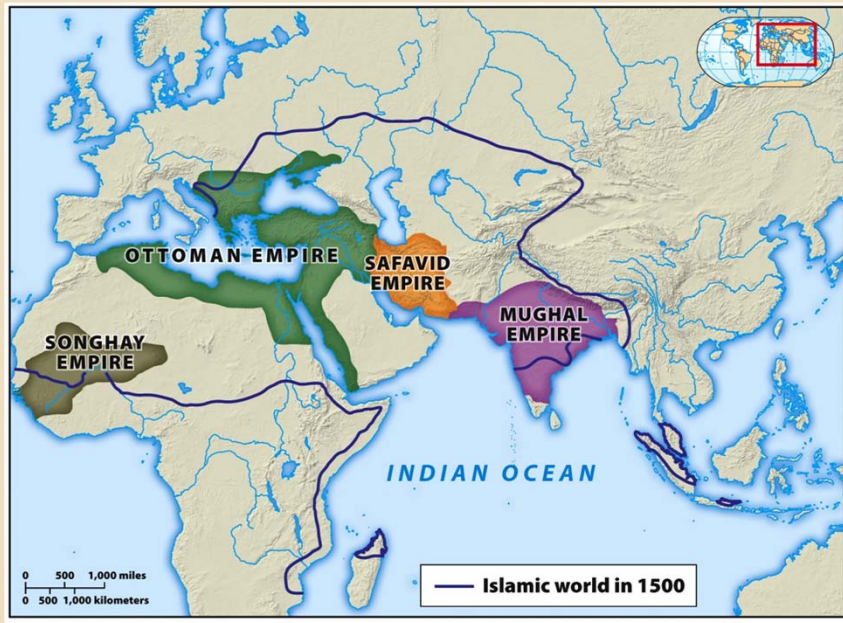 OTTOMAN EMPIRE
SAFAVID
EMPIRE
MUGHAL
EMPIRE
SONGHAY
EMPIRE
INDIAN OCEAN
0 500 1,000 miles
0 500 1,000 kilometers
Islamic world in 1500